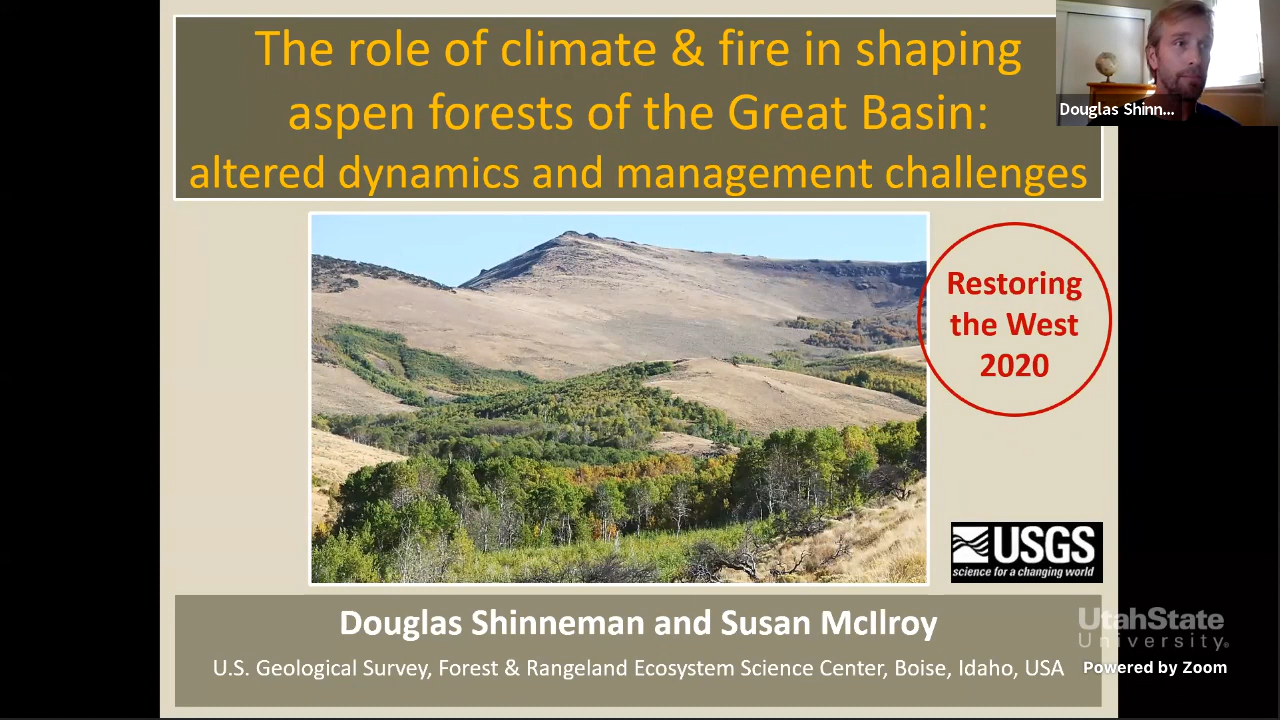 The role of climate & fire in shaping
aspen forests of the Great Basin:
altered dynamics and management challenges
Douglas Shinn...
Restoring
the West
2020
USGS
science for a changing world
Douglas Shinneman and Susan McIlroy
U.S. Geological Survey, Forest & Rangeland Ecosystem Science Center, Boise, Idaho, USA
UtahState
University®
Powered by Zoom